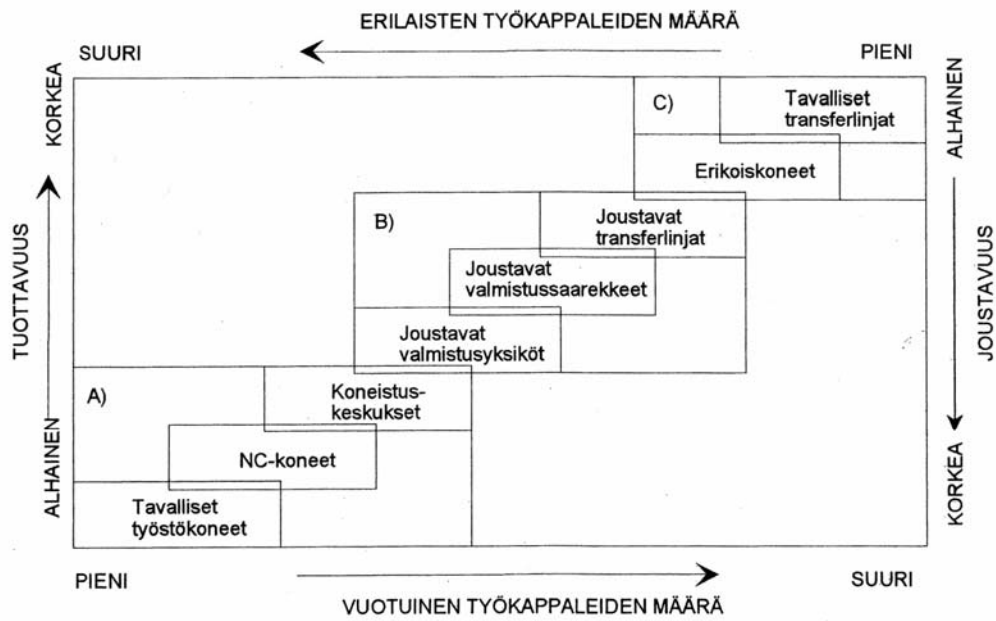 ERILAISTEN TYÖKAPPALEIDEN MÄÄRÄ
SUURI
PIENI
KORKEA
TUOTTAVUUS
ALHAINEN
ALHAINEN
JOUSTAVUUS
KORKEA
C)
Tavalliset
transferlinjat
Erikoiskoneet
B)
Joustavat
transferlinjat
Joustavat
valmistussaarekkeet
Joustavat
valmistusyksiköt
A)
Koneistus-
keskukset
NC-koneet
Tavalliset
työstökoneet
PIENI
SUURI
VUOTUINEN TYÖKAPPALEIDEN MÄÄRÄ